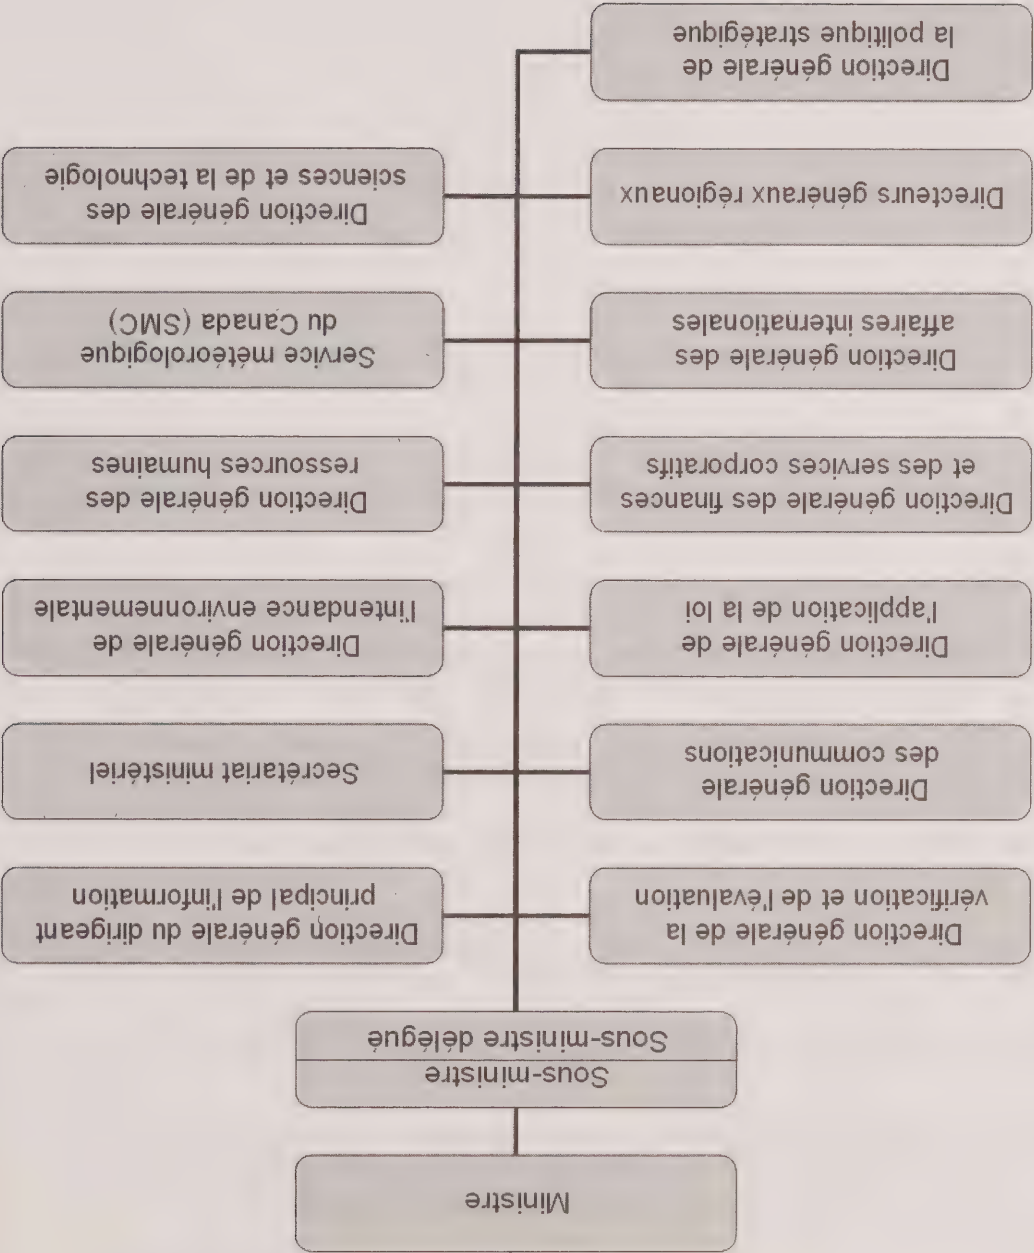 Ministre
Sous-ministre
Sous-ministre délégué
Direction générale de la
vérification et de l'évaluation
Direction générale du dirigeant
principal de l'information
Direction générale
des communications
Secrétariat ministériel
Direction générale de
l'application de la loi
Direction générale de
l'intendance environnementale
Direction générale des finances
et des services corporatifs
Direction générale des
ressources humaines
Direction générale des
affaires internationales
Service météorologique
du Canada (SMC)
Directeurs généraux régionaux
Direction générale des
sciences et de la technologie
Direction générale de
la politique stratégique